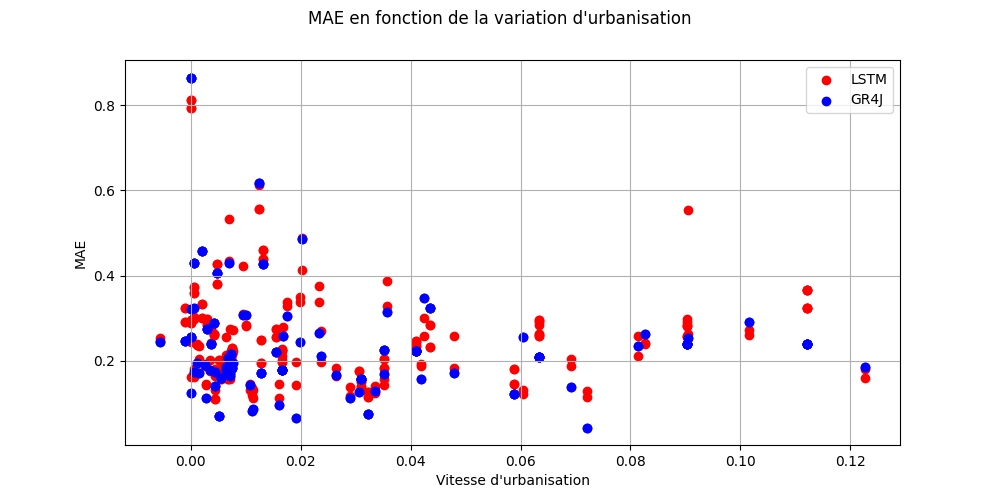 MAE en fonction de la variation d'urbanisation
LSTM
GR4J
0.8
0.6
0.4
0.2
MAE
0.00
0.02
0.04
0.06
0.08
0.10
0.12
Vitesse d'urbanisation